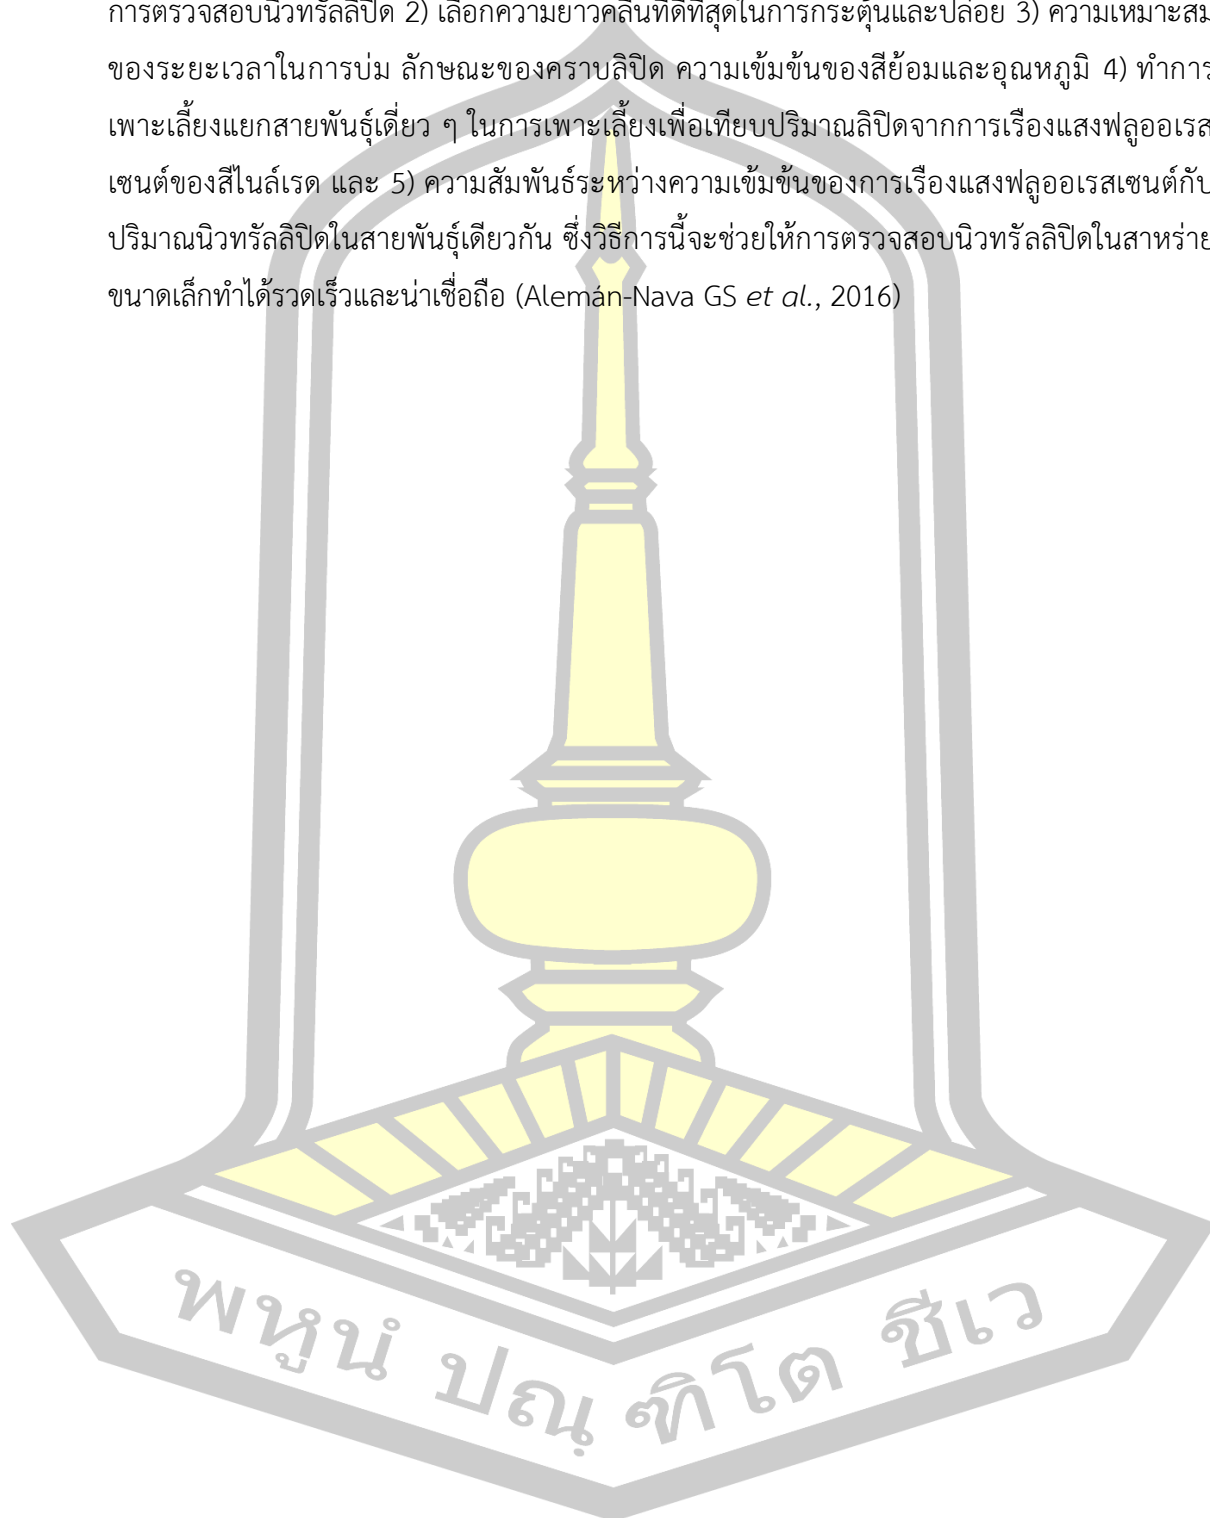 การตรวจสอบนิวทรัลลิปิด 2) เลือกความยาวคลื่นที่ดีที่สุดในการกระตุ้นและปล่อย 3) ความเหมาะสม
ของระยะเวลาในการบ่ม ลักษณะของคราบลิปิด ความเข้มข้นของสีย้อมและอุณหภูมิ 4) ทำการ
เพาะเลี้ยงแยกสายพันธุ์เดี่ยว ๆ ในการเพาะเลี้ยงเพื่อเทียบปริมาณลิปิดจากการเรืองแสงฟลูออเรส
เซนต์ของสีไนล์เรด และ 5) ความสัมพันธ์ระหว่างความเข้มข้นของการเรืองแสงฟลูออเรสเซนต์กับ
ปริมาณนิวทรัลลิปิดในสายพันธุ์เดียวกัน ซึ่งวิธีการนี้จะช่วยให้การตรวจสอบนิวทรัลลิปิดในสาหร่าย
ขนาดเล็กทำได้รวดเร็วและน่าเชื่อถือ (Alemán-Nava GS et al., 2016)
พหูนํ ปณฺฑิโต ชีเว